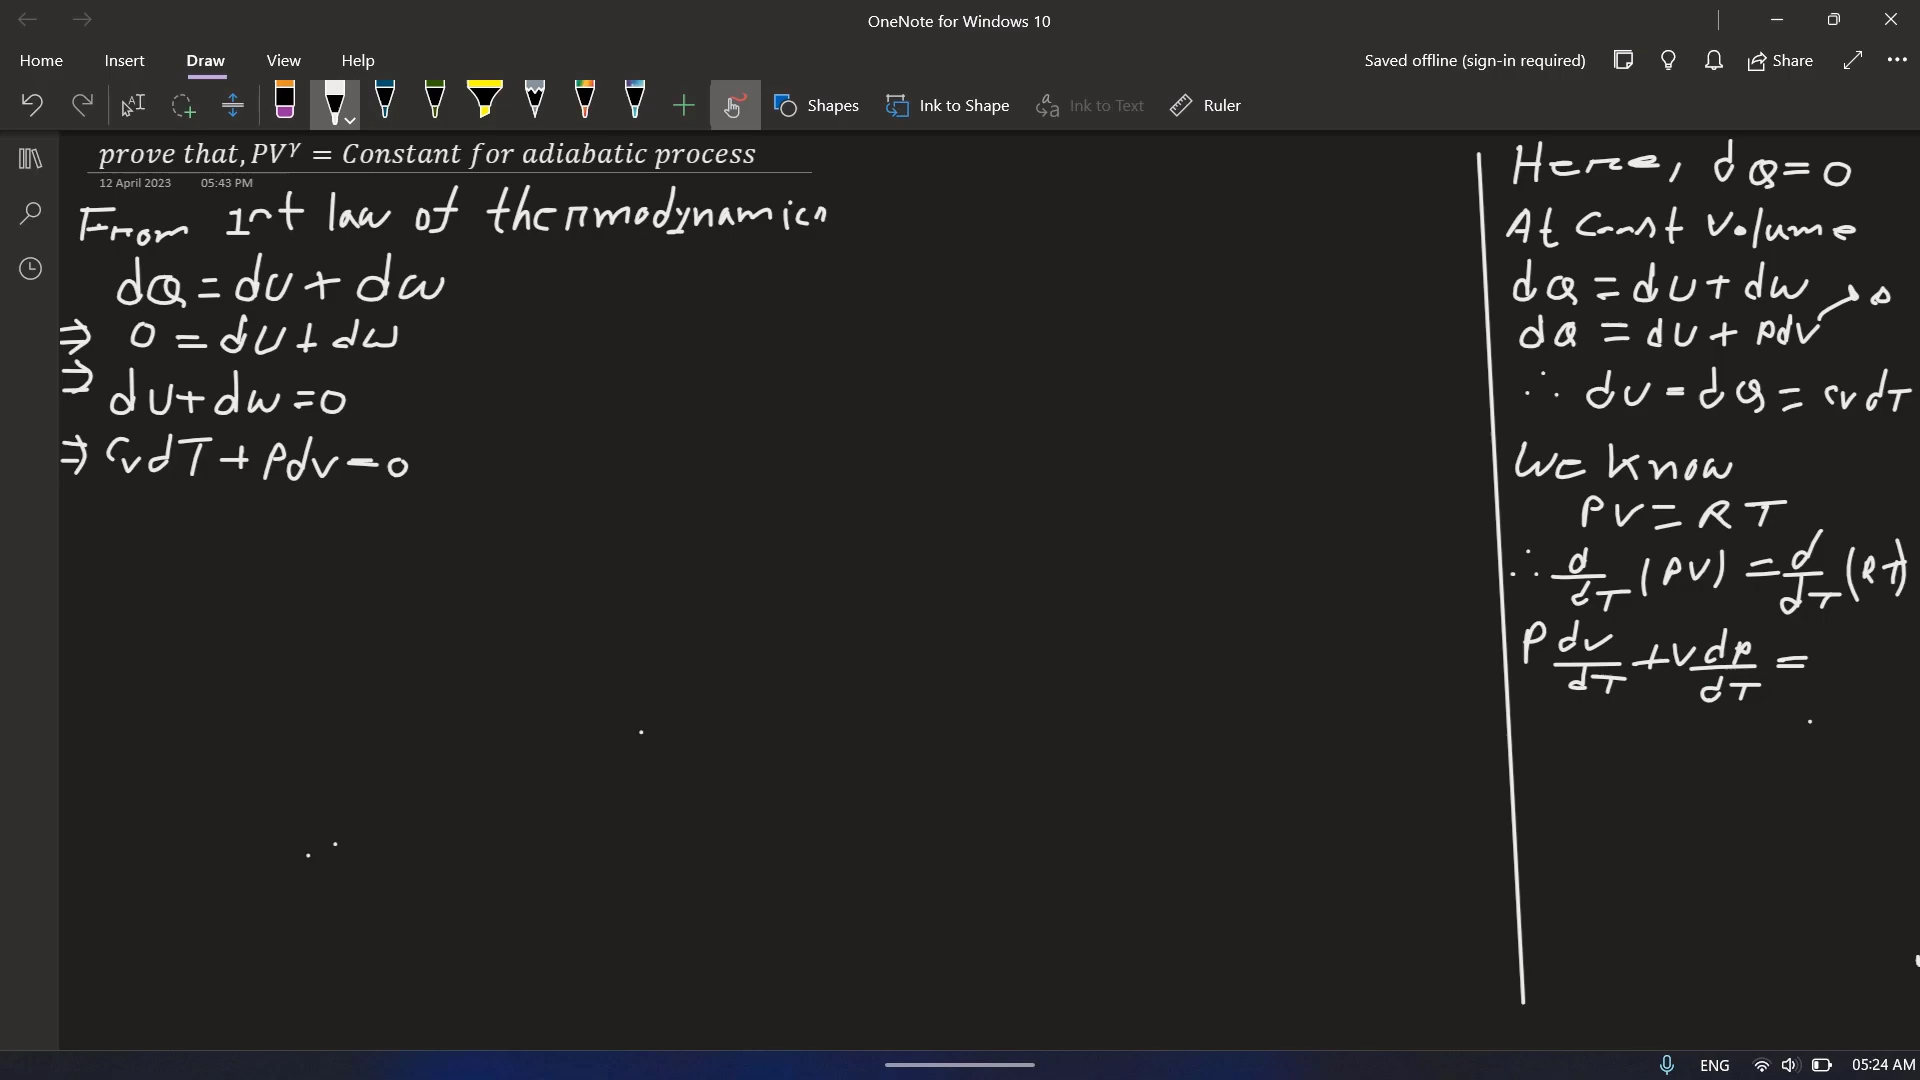 OneNote for Windows 10
Home Insert Draw View Help
Saved offline (sign-in required) Share
Shapes Ink to Shape Ink to Text Ruler
prove that, PV^γ = Constant for adiabatic process
12 April 2023 05:43 PM
From 1st law of thermodynamics
dQ = dU + dw
⇒ 0 = dU + dw
⇒ dU + dw = 0
⇒ CvdT + Pdv = 0
Here, dQ = 0
At Const Volume
dQ = dU + dw
dQ = dU + Pdv → 0
∴ dU = dQ = CvdT
We Know
PV = RT
∴ d/dT (PV) = d/dT (RT)
P dv/dT + V dP/dT =
ENG 05:24 AM